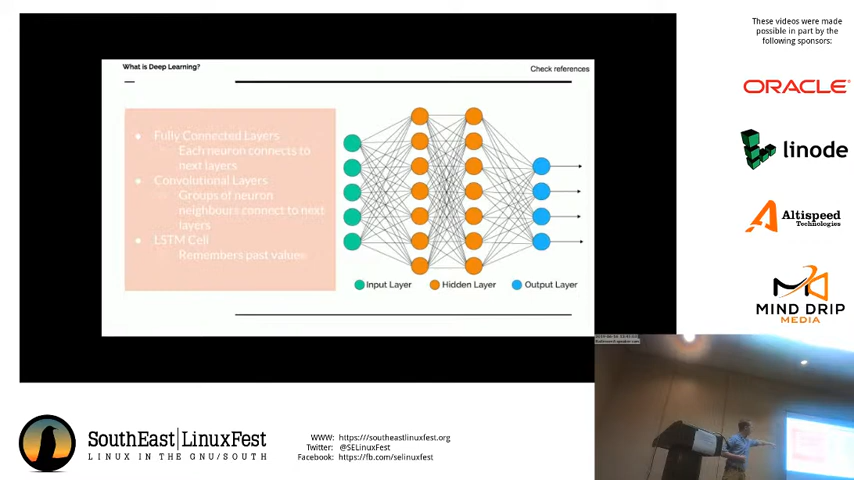 These videos were made
possible in part by the
following sponsors:
ORACLE
linode
Altispeed
Technologies
MIND DRIP
MEDIA
What is Deep Learning?
Check references
Fully Connected Layers
Each neuron connects to
next layers
Convolutional Layers
Groups of neuron
neighbours connect to next
layers
LSTM Cell
Remembers past values
Input Layer
Hidden Layer
Output Layer
SouthEast LinuxFest
LINUX IN THE GNU/SOUTH
WWW: https://southeastlinuxfest.org
Twitter: @SELinuxFest
Facebook: https://fb.com/selinuxfest